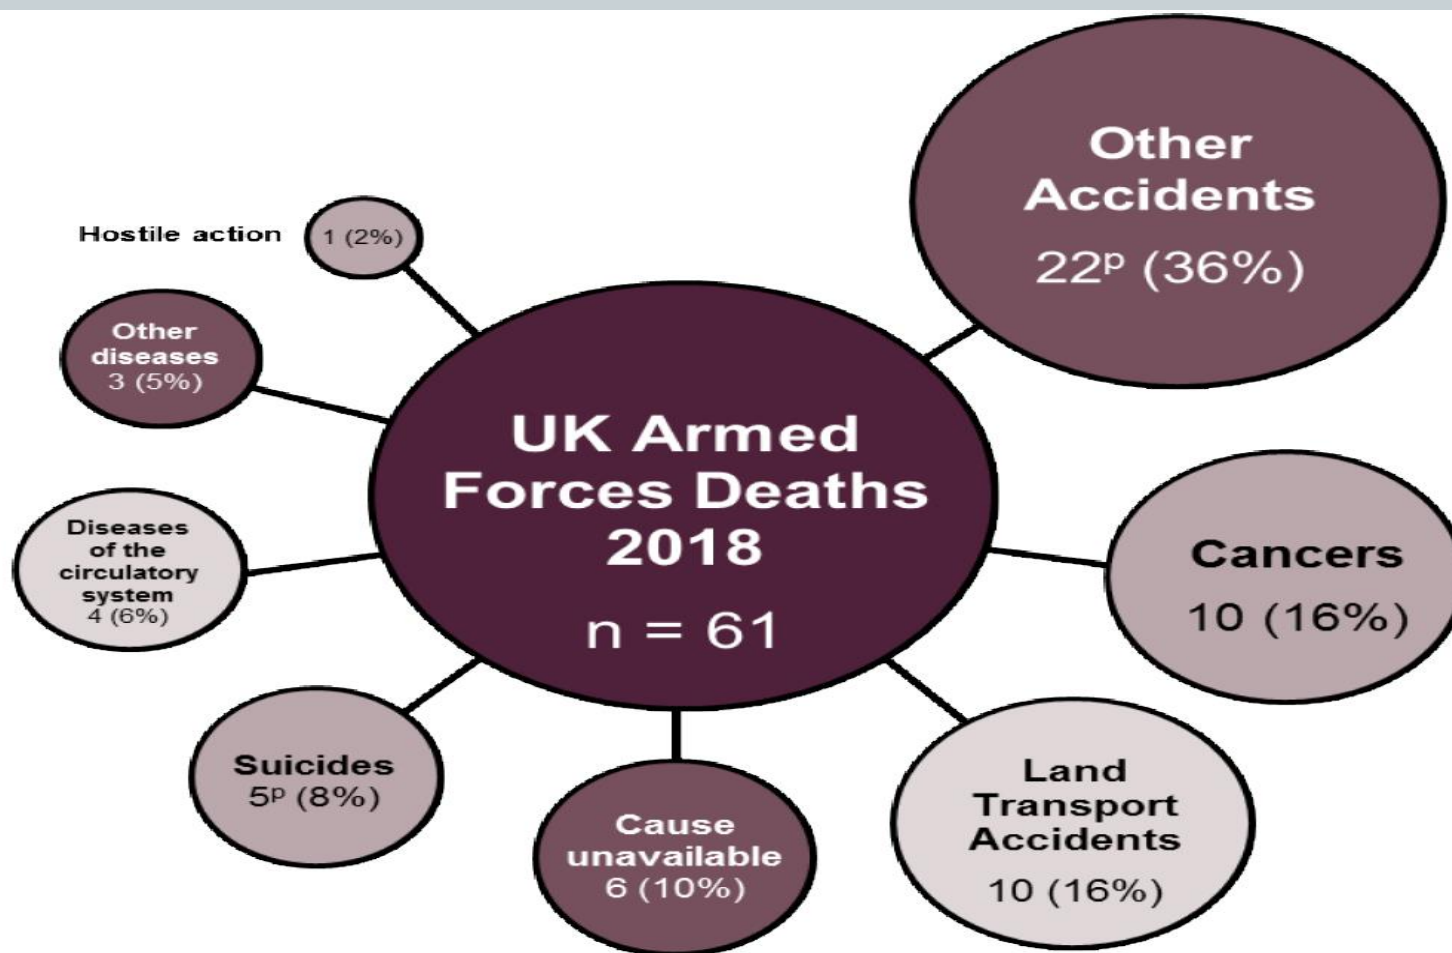 UK Armed
Forces Deaths
2018
n = 61
Other
Accidents
22ᵖ (36%)
Cancers
10 (16%)
Land
Transport
Accidents
10 (16%)
Cause
unavailable
6 (10%)
Suicides
5ᵖ (8%)
Diseases
of the
circulatory
system
4 (6%)
Other
diseases
3 (5%)
Hostile action
1 (2%)